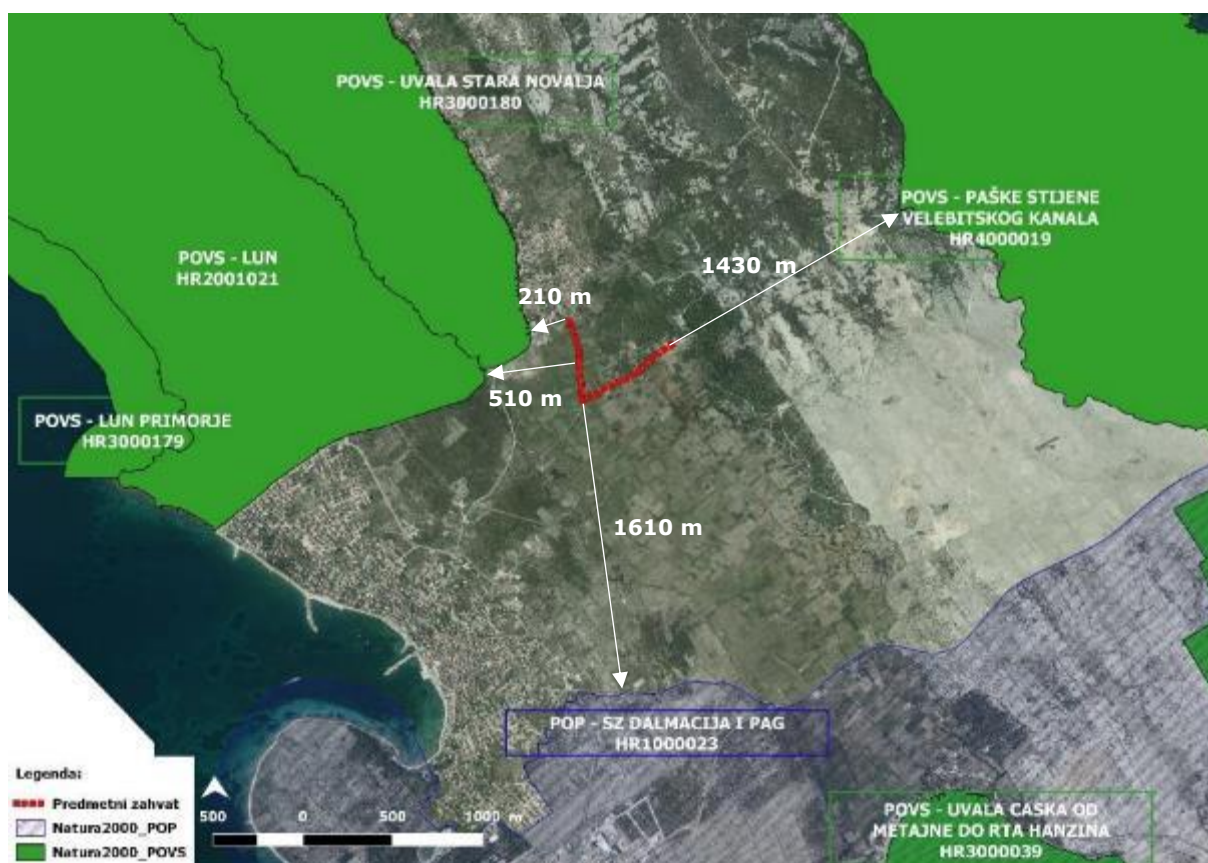 POVS - UVALA STARA NOVALJA
HR3000180
POVS - PAŠKE STIJENE
VELEBITSKOG KANALA
HR4000019
POVS - LUN
HR2001021
1430 m
210 m
510 m
POVS - LUN PRIMORJE
HR3000179
1610 m
POP - SZ DALMACIJA I PAG
HR1000023
Legenda:
Predmetni zahvat
Natura2000_POP
Natura2000_POVS
500 0 500 1000 m
POVS - UVALA CASKA OD
METAJNE DO RTA HANZINA
HR3000039